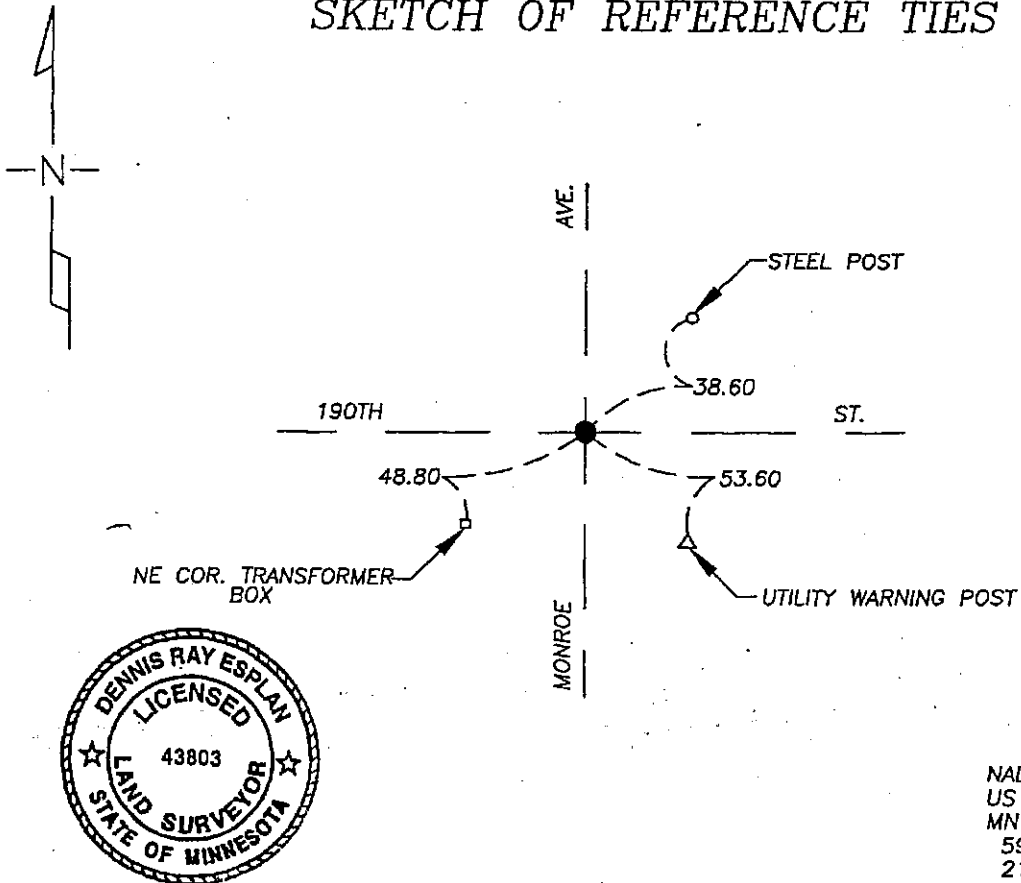 SKETCH OF REFERENCE TIES
N
AVE.
STEEL POST
38.60
190TH
ST.
48.80
53.60
NE COR. TRANSFORMER
BOX
UTILITY WARNING POST
MONROE
DENNIS RAY ESPLAN
LICENSED
43803
LAND SURVEYOR
STATE OF MINNESOTA
US
MN